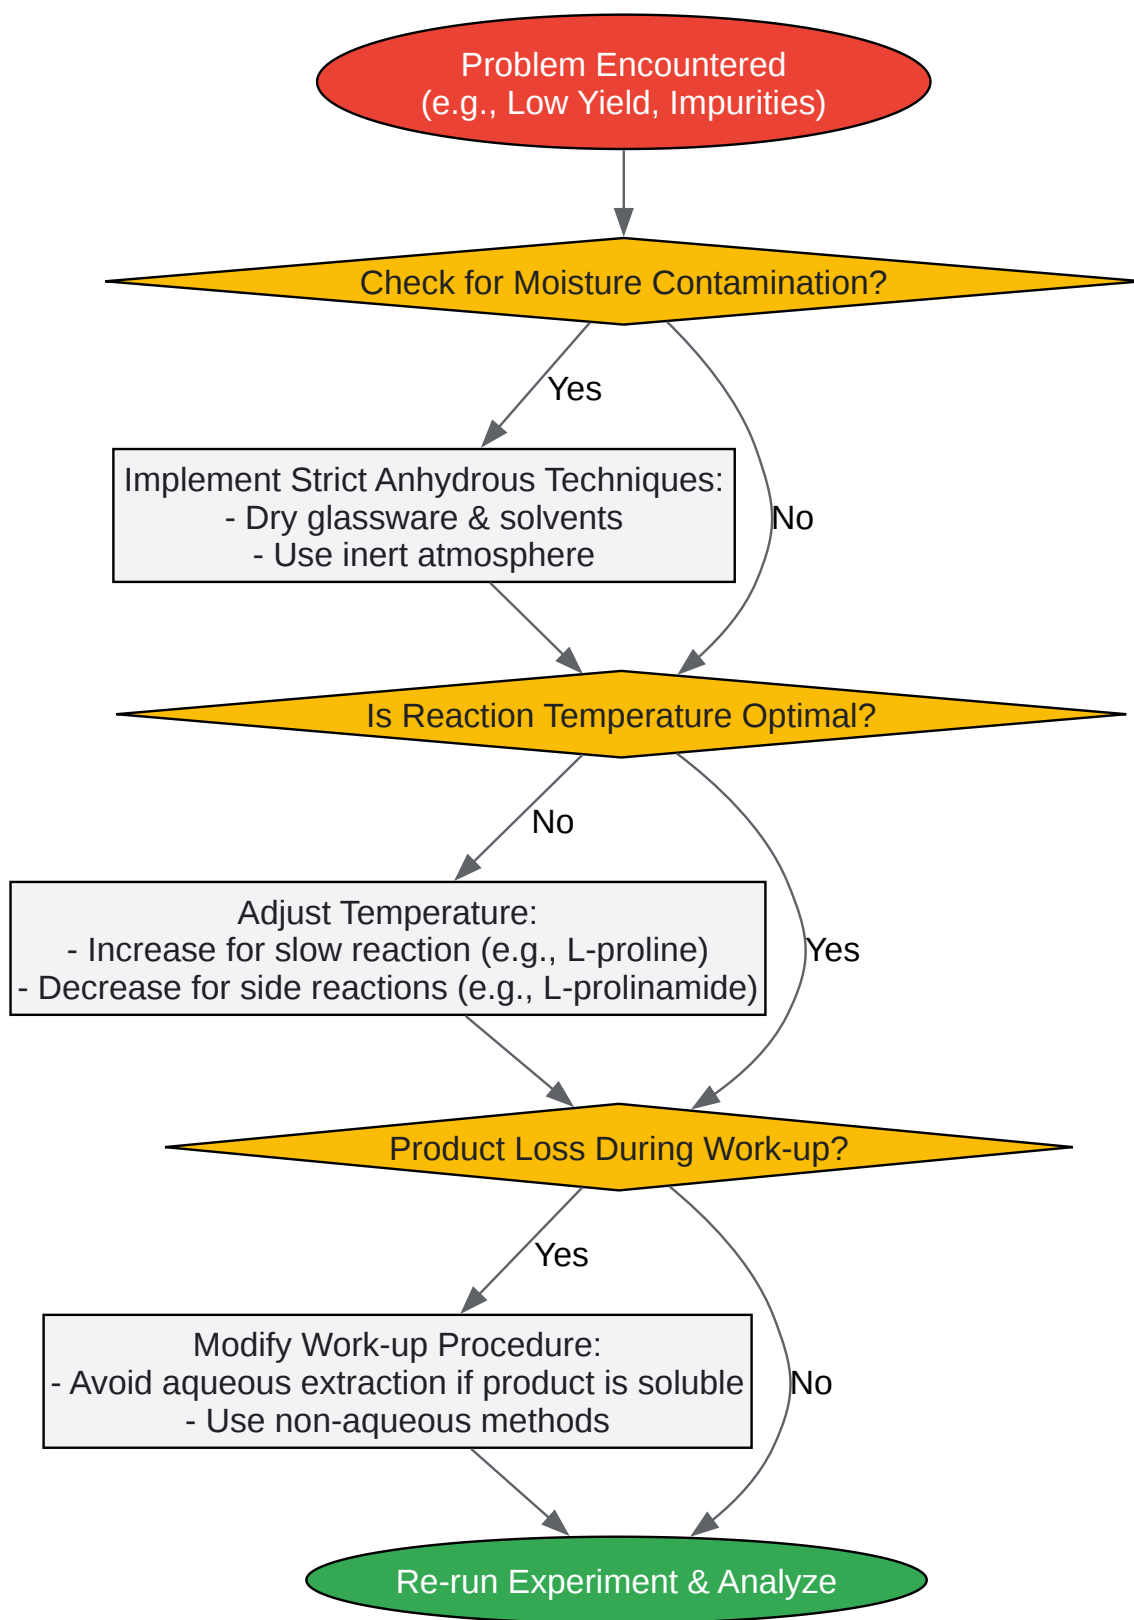 Problem Encountered
(e.g., Low Yield, Impurities)
Check for Moisture Contamination?
Yes
Implement Strict Anhydrous Techniques:
- Dry glassware & solvents
- Use inert atmosphere
No
Is Reaction Temperature Optimal?
No
Adjust Temperature:
- Increase for slow reaction (e.g., L-proline)
- Decrease for side reactions (e.g., L-prolinamide)
Yes
Product Loss During Work-up?
Yes
Modify Work-up Procedure:
- Avoid aqueous extraction if product is soluble
- Use non-aqueous methods
No
Re-run Experiment & Analyze